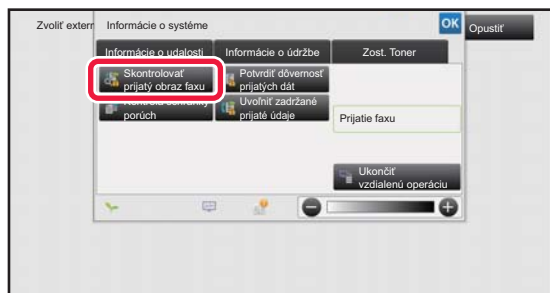 Zvoliť extern
Informácie o systéme
OK
Opustiť
Informácie o udalosti
Informácie o údržbe
Zost. Toner
Skontrolovať
prijatý obraz faxu
Potvrdiť dôvernosť
prijatých dát
porúch
Uvoľniť zadržané
prijaté údaje
Prijatie faxu
Ukončiť
vzdialenú operáciu